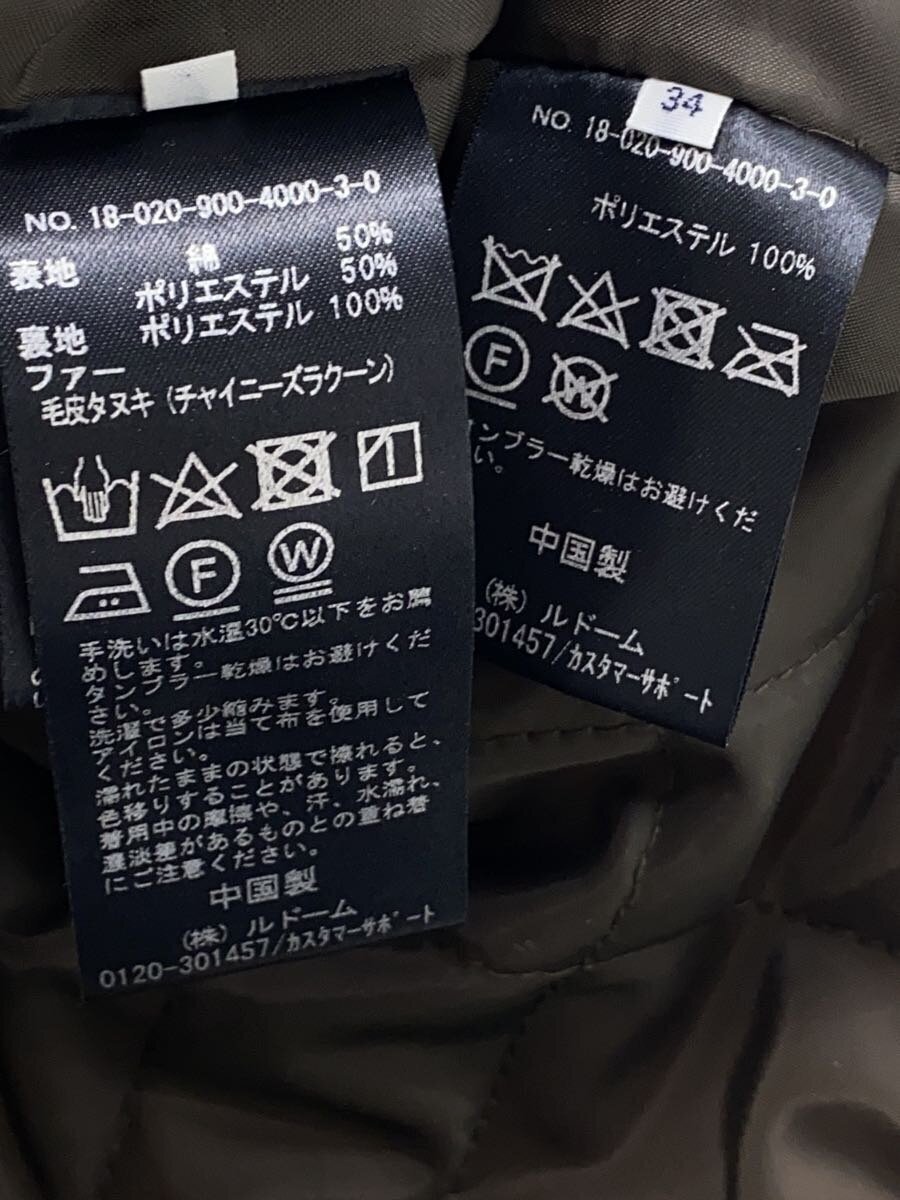 NO. 18-020-900-4000-3-0
表地 綿 50%
ポリエステル 50%
裏地 ポリエステル 100%
ファー
毛皮タヌキ (チャイニーズラクーン)
F W
手洗いは水温30℃以下をお薦
めします。
タンブラー乾燥はお避けくだ
さい。
洗濯で多少縮みます。
アイロンは当て布を使用して
ください。
濡れたままの状態で擦れると、
色移りすることがあります。
着用中の摩擦や、汗、水濡れ、
濃淡差があるものとの重ね着
にご注意ください。
中国製
(株) ルドーム
0120-301457/カスタマーサポート
34
NO. 18-020-900-4000-3-0
ポリエステル 100%
F W
ンブラー乾燥はお避けくだ
い。
中国製
(株) ルドーム
301457/カスタマーサポート